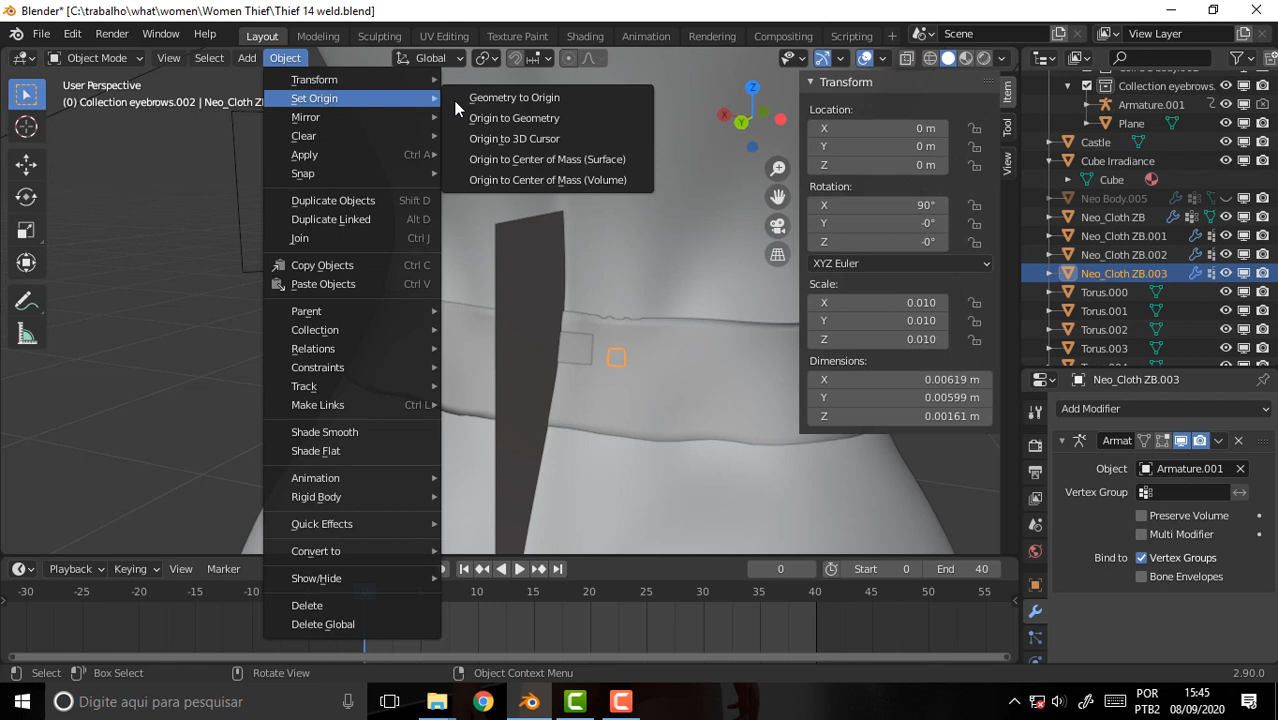 Blender* [C:\trabalho\what\women\Women Thief\Thief 14 weld.blend]
File Edit Render Window Help Layout Modeling Sculpting UV Editing Texture Paint Shading Animation Rendering Compositing Scripting + Scene View Layer
Object Mode View Select Add Object Global
User Perspective
(0) Collection eyebrows.002 | Neo_Cloth ZB
Transform
Set Origin
Mirror
Clear
Apply Ctrl A
Snap
Duplicate Objects Shift D
Duplicate Linked Alt D
Join Ctrl J
Copy Objects Ctrl C
Paste Objects Ctrl V
Parent
Collection
Relations
Constraints
Track
Make Links Ctrl L
Shade Smooth
Shade Flat
Animation
Rigid Body
Quick Effects
Convert to
Show/Hide
Delete
Delete Global
Geometry to Origin
Origin to Geometry
Origin to 3D Cursor
Origin to Center of Mass (Surface)
Origin to Center of Mass (Volume)
Z
X
Y
Transform
Location:
X 0 m
Y 0 m
Z 0 m
Rotation:
X 90°
Y -0°
Z -0°
XYZ Euler
Scale:
X 0.010
Y 0.010
Z 0.010
Dimensions:
X 0.00619 m
Y 0.00599 m
Z 0.00161 m
Item
Tool
View
Collection eyebrows.
Armature.001
Plane
Castle
Cube Irradiance
Cube
Neo Body.005
Neo_Cloth ZB
Neo_Cloth ZB.001
Neo_Cloth ZB.002
Neo_Cloth ZB.003
Torus.000
Torus.001
Torus.002
Torus.003
Neo_Cloth ZB.003
Add Modifier
Armat
Object Armature.001
Vertex Group
Preserve Volume
Multi Modifier
Bind to Vertex Groups
Bone Envelopes
Playback Keying View Marker 0 Start 0 End 40
-30 -25 -20 -15 -10 10 15 20 25 30 35 40 45 50 55
Select Box Select Rotate View Object Context Menu 2.90.0
Digite aqui para pesquisar
POR
PTB2
15:45
08/09/2020